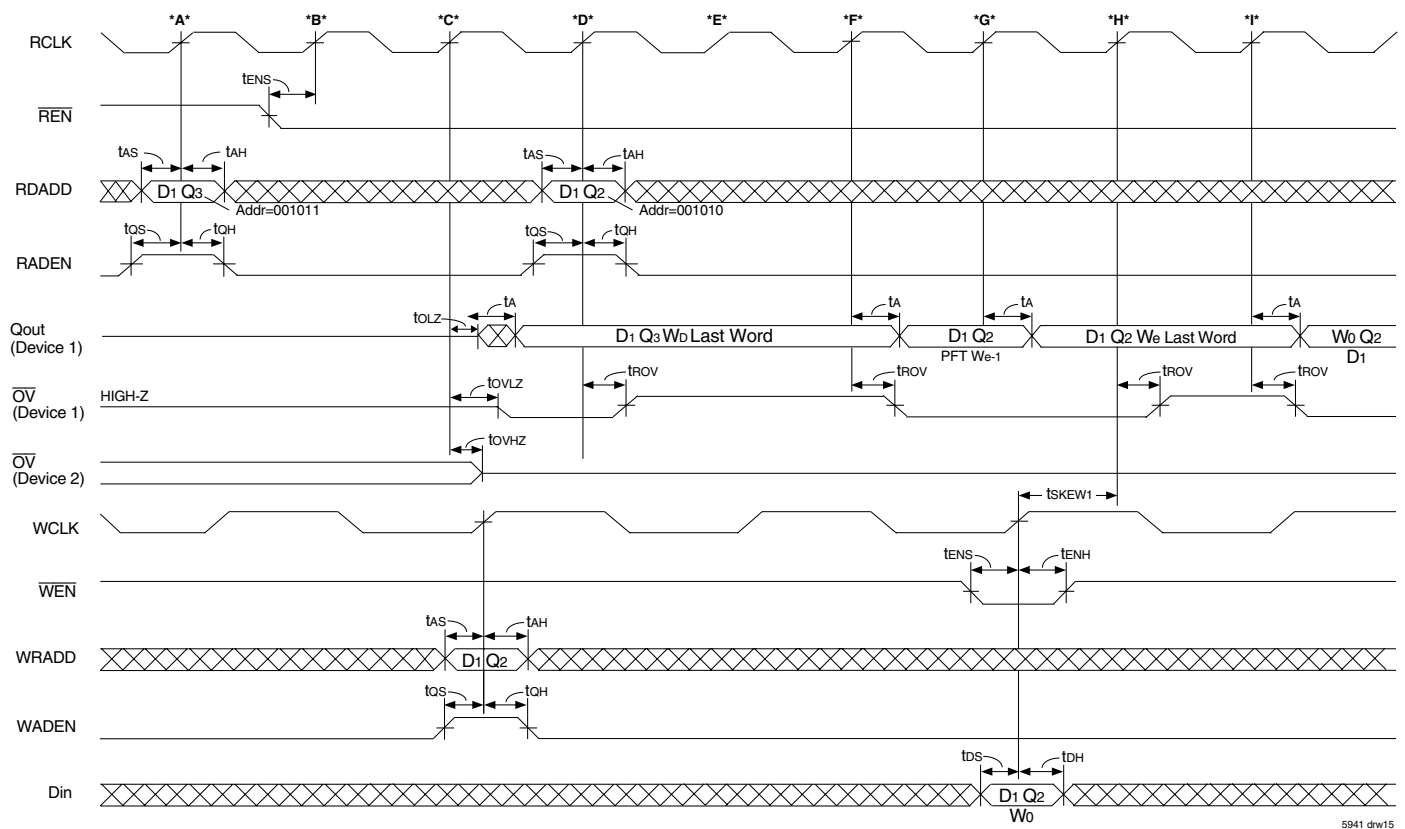 *A* *B* *C* *D* *E* *F* *G* *H* *I*
RCLK
tENS
REN
tAS tAH tAS tAH
RDADD D1 Q3 D1 Q2
Addr=001011 Addr=001010
tQS tQH tQS tQH
RADEN
tA tA tA tA
tOLZ
Qout
(Device 1)
D1 Q3 WD Last Word D1 Q2 D1 Q2 We Last Word W0 Q2
PFT We-1 D1
tOVLZ tROV tROV tROV tROV
OV
(Device 1)
HIGH-Z
tOVHZ
OV
(Device 2)
tSKEW1
WCLK
tENS tENH
WEN
tAS tAH
WRADD D1 Q2
tQS tQH
WADEN
tDS tDH
Din D1 Q2
W0
5941 drw15